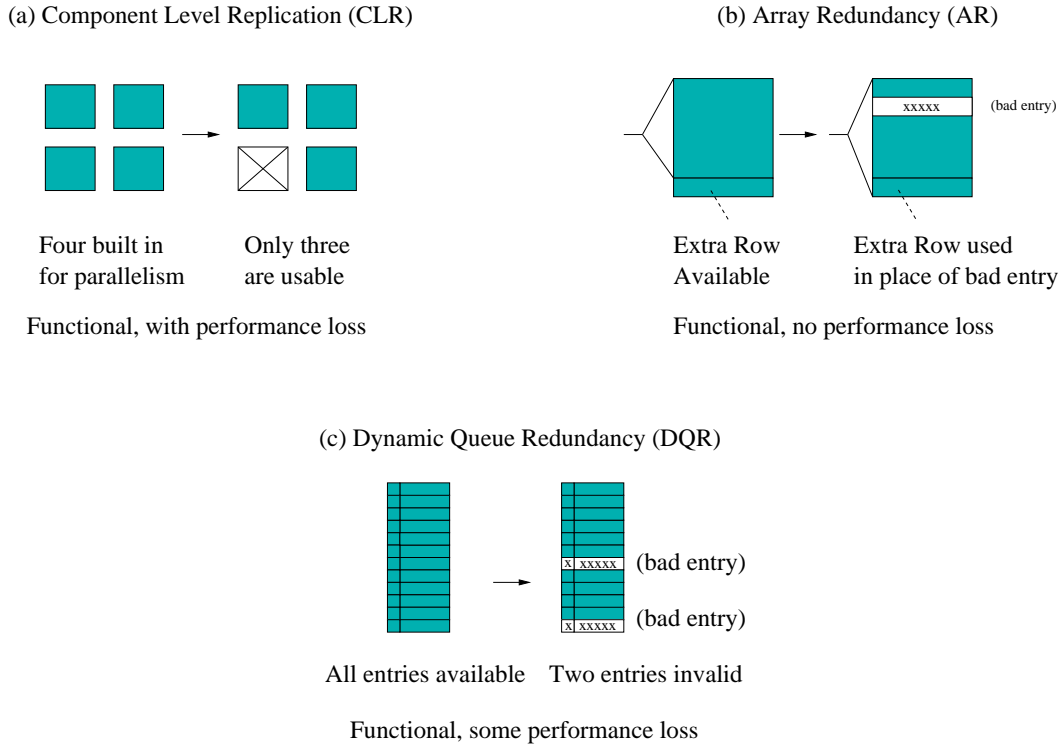 (a) Component Level Replication (CLR)
Four built in
for parallelism
Only three
are usable
Functional, with performance loss
(b) Array Redundancy (AR)
xxxxx
(bad entry)
Extra Row
Available
Extra Row used
in place of bad entry
Functional, no performance loss
(c) Dynamic Queue Redundancy (DQR)
x xxxxx (bad entry)
x xxxxx (bad entry)
All entries available
Two entries invalid
Functional, some performance loss